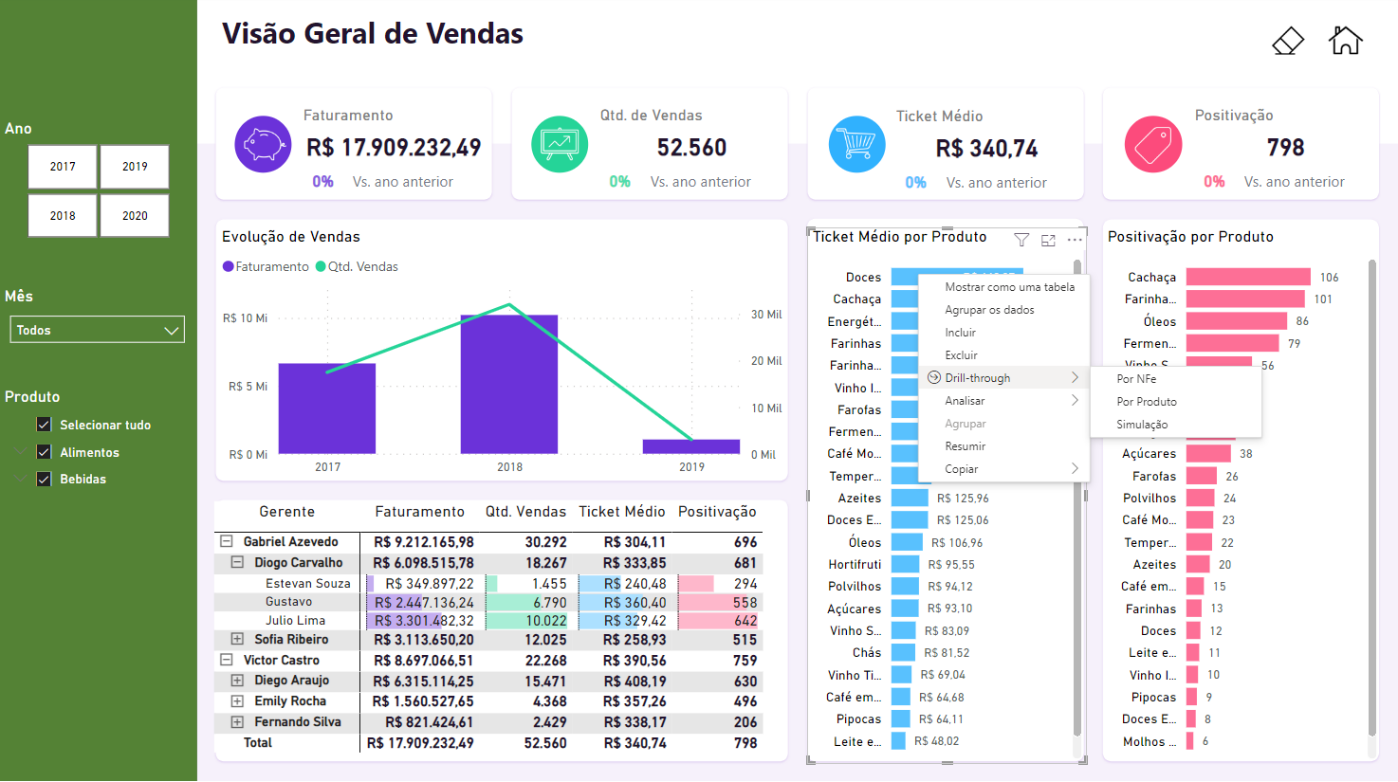 Visão Geral de Vendas
Ano
2017
2019
2018
2020
Mês
Todos
Produto
Selecionar tudo
Alimentos
Bebidas
Faturamento
R$ 17.909.232,49
0% Vs. ano anterior
Qtd. de Vendas
52.560
0% Vs. ano anterior
Ticket Médio
R$ 340,74
0% Vs. ano anterior
Positivação
798
0% Vs. ano anterior
Evolução de Vendas
Faturamento Qtd. Vendas
R$ 10 Mi
R$ 5 Mi
R$ 0 Mi
30 Mil
20 Mil
10 Mil
0 Mil
2017 2018 2019
Gerente Faturamento Qtd. Vendas Ticket Médio Positivação
Gabriel Azevedo R$ 9.212.165,98 30.292 R$ 304,11 696
Diogo Carvalho R$ 6.098.515,78 18.267 R$ 333,85 681
Estevan Souza R$ 349.897,22 1.455 R$ 240,48 294
Gustavo R$ 2.447.136,24 6.790 R$ 360,40 558
Julio Lima R$ 3.301.482,32 10.022 R$ 329,42 642
Sofia Ribeiro R$ 3.113.650,20 12.025 R$ 258,93 515
Victor Castro R$ 8.697.066,51 22.268 R$ 390,56 759
Diego Araujo R$ 6.315.114,25 15.471 R$ 408,19 630
Emily Rocha R$ 1.560.527,65 4.368 R$ 357,26 496
Fernando Silva R$ 821.424,61 2.429 R$ 338,17 206
Total R$ 17.909.232,49 52.560 R$ 340,74 798
Ticket Médio por Produto
Doces
Cachaça
Energét...
Farinhas
Farinha...
Vinho I...
Farofas
Fermen...
Café Mo...
Temper...
Azeites R$ 125,96
Doces E... R$ 125,06
Óleos R$ 106,96
Hortifruti R$ 95,55
Polvilhos R$ 94,12
Açúcares R$ 93,10
Vinho S... R$ 83,09
Chás R$ 81,52
Vinho Ti... R$ 69,04
Café em... R$ 64,68
Pipocas R$ 64,11
Leite e... R$ 48,02
Mostrar como uma tabela
Agrupar os dados
Incluir
Excluir
Drill-through
Analisar
Agrupar
Resumir
Copiar
Por NFe
Por Produto
Simulação
Positivação por Produto
Cachaça 106
Farinha... 101
Óleos 86
Fermen... 79
Vinho S... 56
Açúcares 38
Farofas 26
Polvilhos 24
Café Mo... 23
Temper... 22
Azeites 20
Café em... 15
Farinhas 13
Doces 12
Leite e... 11
Vinho I... 10
Pipocas 9
Doces E... 8
Molhos ... 6